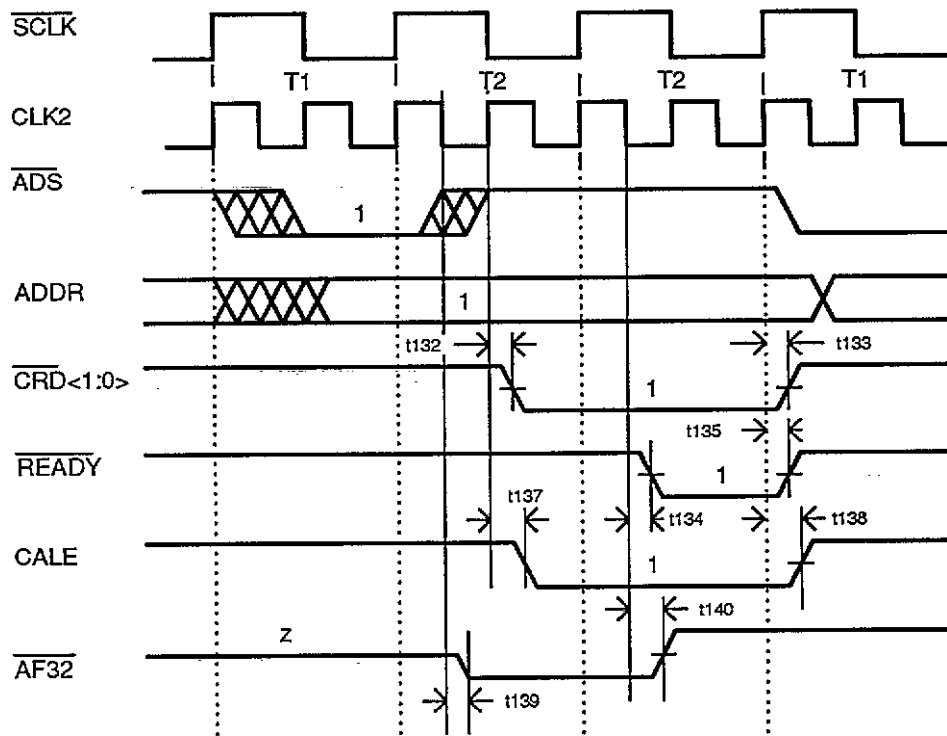 SCLK
T1 T2 T2 T1
CLK2
ADS
1
ADDR
1
t132 t133
CRD<1:0>
1
t135
READY
1
t137 t134 t138
CALE
1
t140
z
AF32
t139